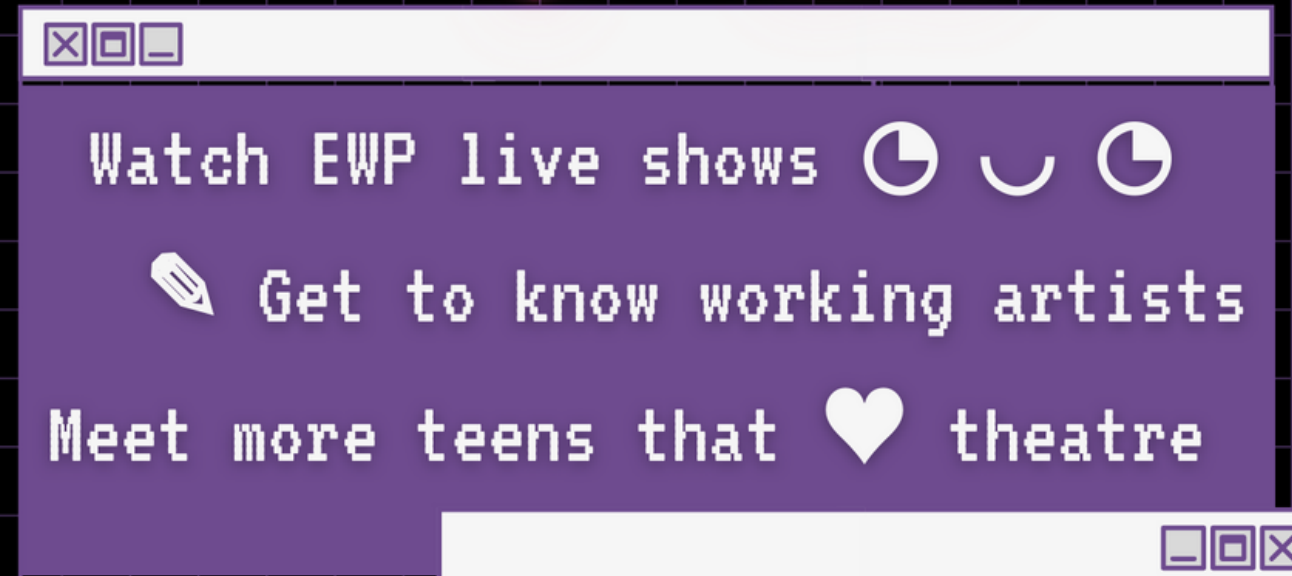 Watch EWP live shows ◔ ◡ ◔
✎ Get to know working artists
Meet more teens that ♥ theatre